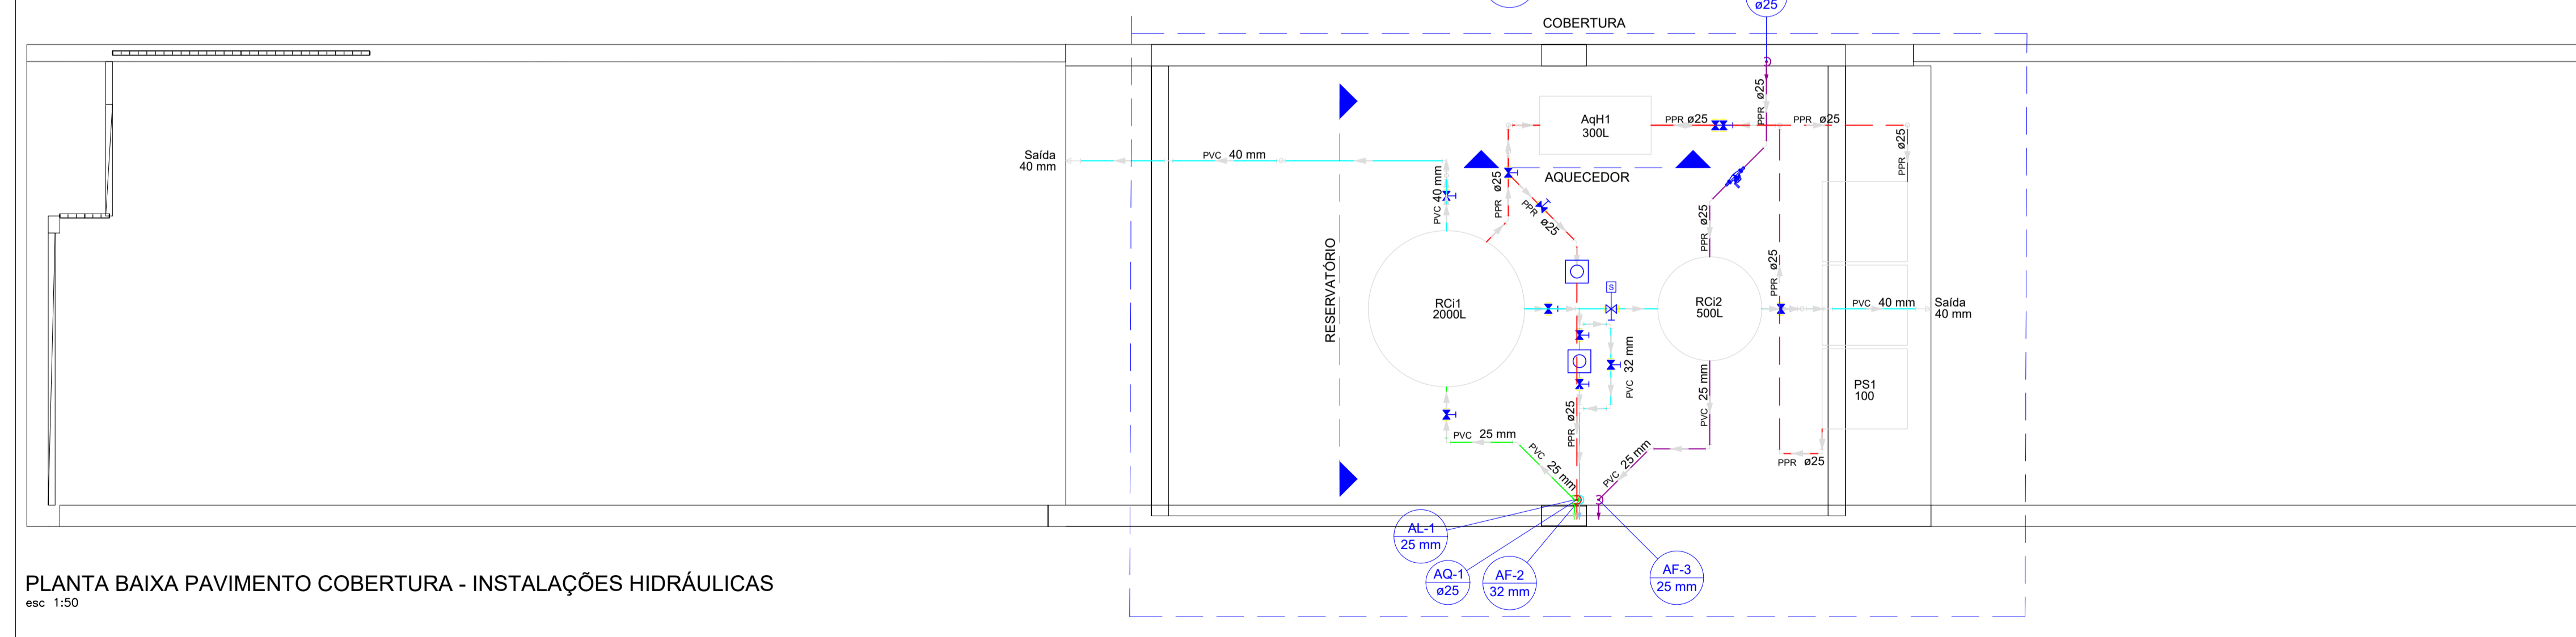 ø25
COBERTURA
PPR ø25
AqH1
300L
PPR ø25
PPR ø25
PPR ø25
Saída
40 mm
PVC 40 mm
PVC 40 mm
PPR ø25
AQUECEDOR
PPR ø25
PPR ø25
RESERVATÓRIO
RCi1
2000L
S
RCi2
500L
PPR ø25
PVC 40 mm
Saída
40 mm
PVC 32 mm
PVC 25 mm
PS1
100
PVC 25 mm
PVC 25 mm
PPR ø25
PVC 25 mm
PPR ø25
AL-1
25 mm
AQ-1
ø25
AF-2
32 mm
AF-3
25 mm
PLANTA BAIXA PAVIMENTO COBERTURA - INSTALAÇÕES HIDRÁULICAS
esc 1:50